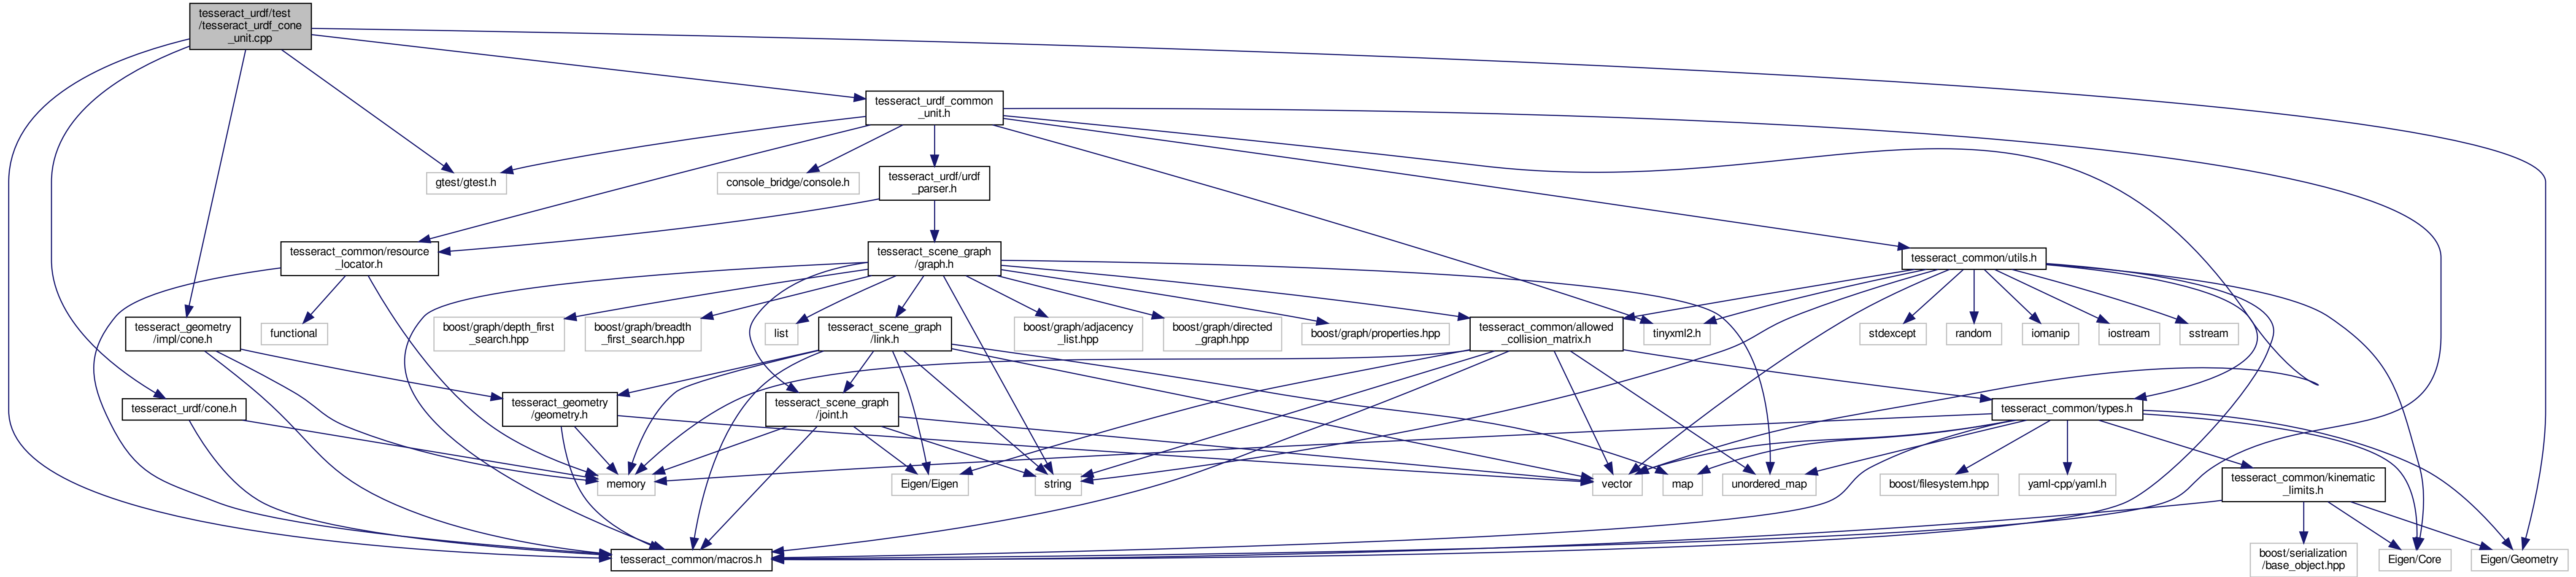 tesseract_urdf/test
/tesseract_urdf_cone
_unit.cpp
tesseract_urdf_common
_unit.h
gtest/gtest.h
console_bridge/console.h
tesseract_urdf/urdf
_parser.h
tesseract_common/resource
_locator.h
tesseract_scene_graph
/graph.h
tesseract_common/utils.h
tesseract_geometry
/impl/cone.h
functional
boost/graph/depth_first
_search.hpp
boost/graph/breadth
_first_search.hpp
list
tesseract_scene_graph
/link.h
boost/graph/adjacency
_list.hpp
boost/graph/directed
_graph.hpp
boost/graph/properties.hpp
tesseract_common/allowed
_collision_matrix.h
tinyxml2.h
stdexcept
random
iomanip
iostream
sstream
tesseract_urdf/cone.h
tesseract_geometry
/geometry.h
tesseract_scene_graph
/joint.h
tesseract_common/types.h
memory
Eigen/Eigen
string
vector
map
unordered_map
boost/filesystem.hpp
yaml-cpp/yaml.h
tesseract_common/kinematic
_limits.h
tesseract_common/macros.h
boost/serialization
/base_object.hpp
Eigen/Core
Eigen/Geometry